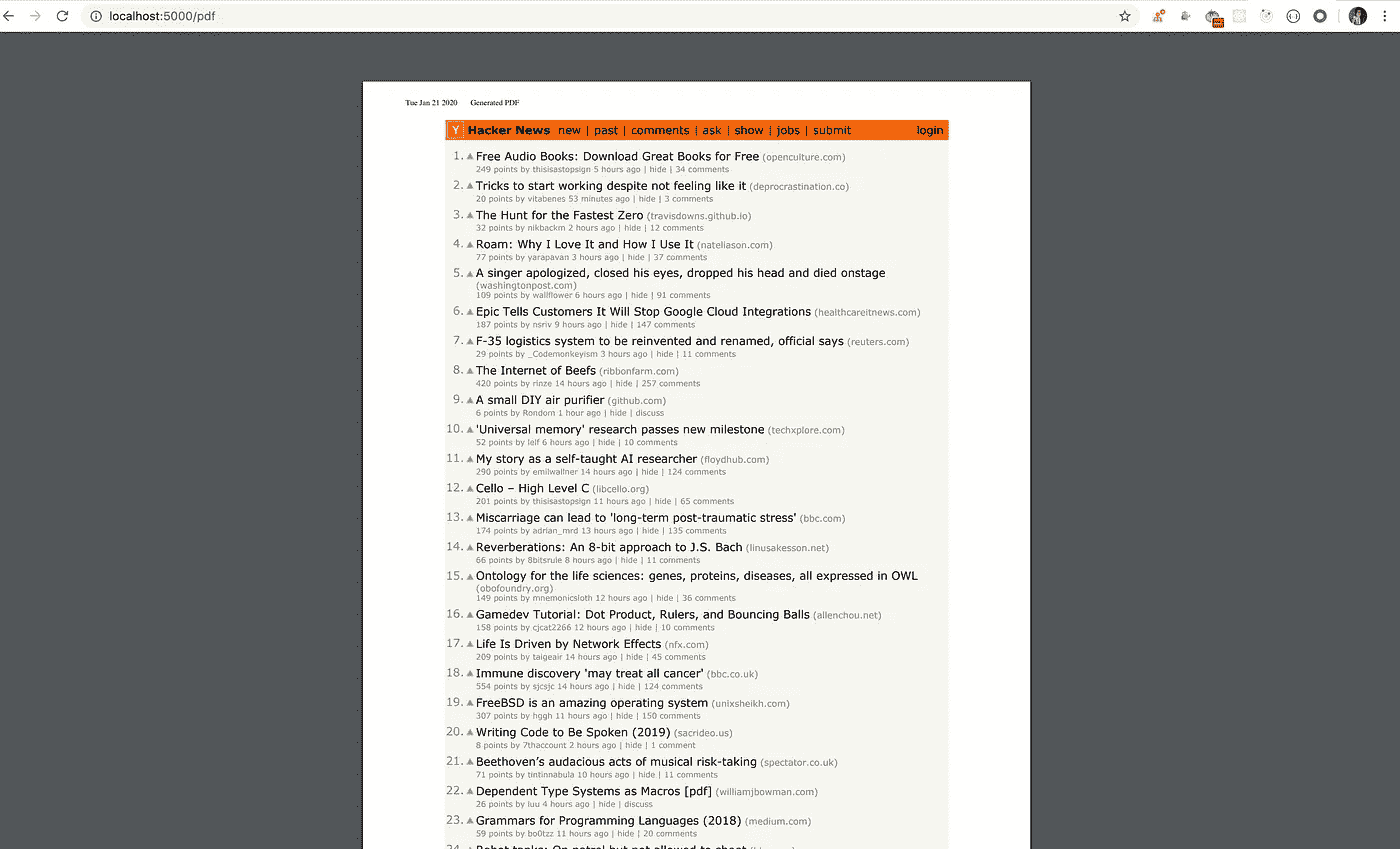 localhost:5000/pdf
Tue Jan 21 2020 Generated PDF
Y Hacker News new | past | comments | ask | show | jobs | submit login
1. Free Audio Books: Download Great Books for Free (openculture.com)
249 points by thisisastopsign 5 hours ago | hide | 34 comments
2. Tricks to start working despite not feeling like it (deprocrastination.co)
20 points by vitabenes 53 minutes ago | hide | 3 comments
3. The Hunt for the Fastest Zero (travisdowns.github.io)
32 points by nikbackm 2 hours ago | hide | 12 comments
4. Roam: Why I Love It and How I Use It (nateliason.com)
77 points by yarapavan 3 hours ago | hide | 37 comments
5. A singer apologized, closed his eyes, dropped his head and died onstage
(washingtonpost.com)
109 points by wallflower 6 hours ago | hide | 91 comments
6. Epic Tells Customers It Will Stop Google Cloud Integrations (healthcareitnews.com)
187 points by nsriv 9 hours ago | hide | 147 comments
7. F-35 logistics system to be reinvented and renamed, official says (reuters.com)
29 points by _Codemonkeyism 3 hours ago | hide | 11 comments
8. The Internet of Beefs (ribbonfarm.com)
420 points by rinze 14 hours ago | hide | 257 comments
9. A small DIY air purifier (github.com)
6 points by Rondom 1 hour ago | hide | discuss
10. 'Universal memory' research passes new milestone (techxplore.com)
52 points by lelf 6 hours ago | hide | 10 comments
11. My story as a self-taught AI researcher (floydhub.com)
290 points by emilwallner 14 hours ago | hide | 124 comments
12. Cello – High Level C (libcello.org)
201 points by thisisastopsign 11 hours ago | hide | 65 comments
13. Miscarriage can lead to 'long-term post-traumatic stress' (bbc.com)
174 points by adrian_mrd 13 hours ago | hide | 135 comments
14. Reverberations: An 8-bit approach to J.S. Bach (linusakesson.net)
66 points by 8bitsrule 8 hours ago | hide | 11 comments
15. Ontology for the life sciences: genes, proteins, diseases, all expressed in OWL
(obofoundry.org)
149 points by mnemonicsloth 12 hours ago | hide | 36 comments
16. Gamedev Tutorial: Dot Product, Rulers, and Bouncing Balls (allenchou.net)
158 points by cjcat2266 12 hours ago | hide | 10 comments
17. Life Is Driven by Network Effects (nfx.com)
209 points by taigeair 14 hours ago | hide | 45 comments
18. Immune discovery 'may treat all cancer' (bbc.co.uk)
554 points by sjcsjc 14 hours ago | hide | 124 comments
19. FreeBSD is an amazing operating system (unixsheikh.com)
307 points by hggh 11 hours ago | hide | 150 comments
20. Writing Code to Be Spoken (2019) (sacrideo.us)
8 points by 7thaccount 2 hours ago | hide | 1 comment
21. Beethoven’s audacious acts of musical risk-taking (spectator.co.uk)
71 points by tintinnabula 10 hours ago | hide | 11 comments
22. Dependent Type Systems as Macros [pdf] (williamjbowman.com)
26 points by luu 4 hours ago | hide | discuss
23. Grammars for Programming Languages (2018) (medium.com)
59 points by bo0tzz 11 hours ago | hide | 20 comments